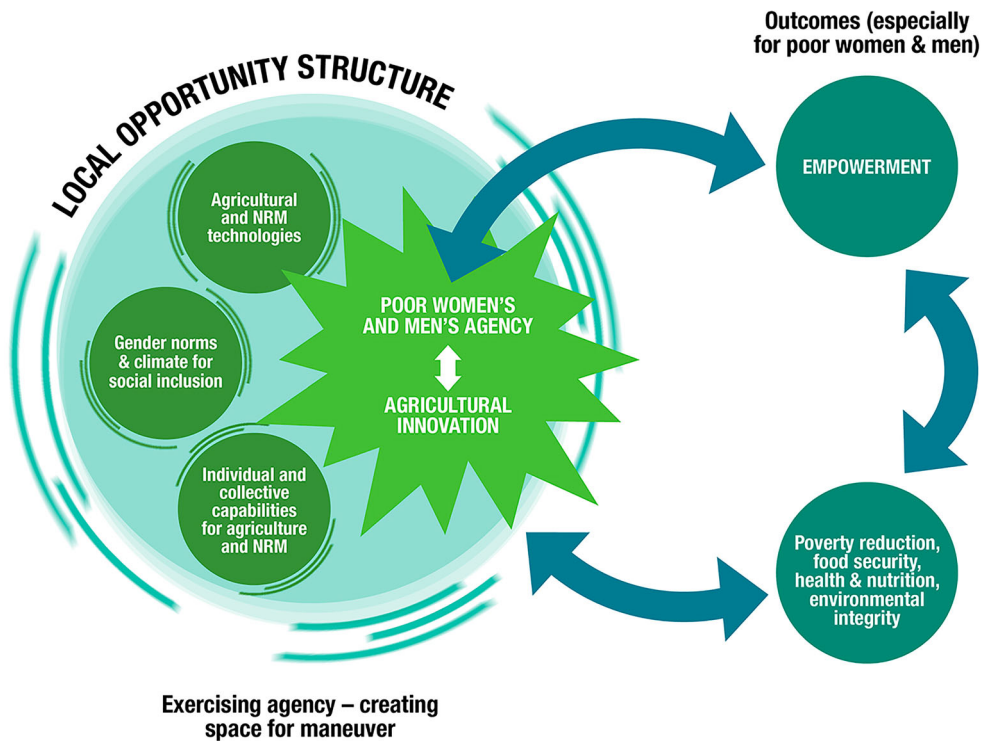 Outcomes (especially
for poor women & men)
LOCAL OPPORTUNITY STRUCTURE
Agricultural
and NRM
technologies
EMPOWERMENT
POOR WOMEN'S
AND MEN'S AGENCY
AGRICULTURAL
INNOVATION
Gender norms
& climate for
social inclusion
Individual and
collective
capabilities
for agriculture
and NRM
Poverty reduction,
food security,
health & nutrition,
environmental
integrity
Exercising agency – creating
space for maneuver